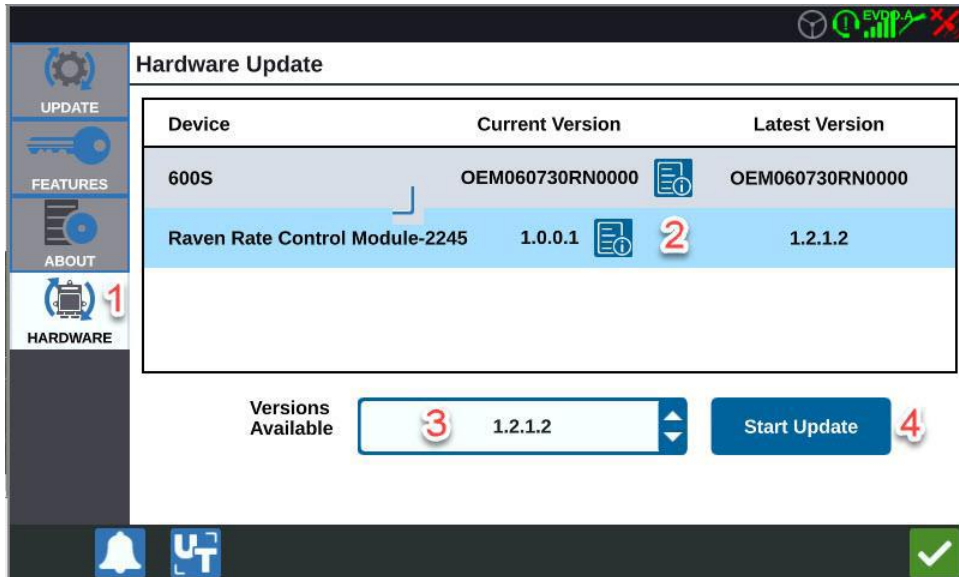 EVDO.A
Hardware Update
UPDATE
Device Current Version Latest Version
600S OEM060730RN0000 OEM060730RN0000
FEATURES
Raven Rate Control Module-2245 1.0.0.1 2 1.2.1.2
ABOUT
1
HARDWARE
Versions
Available
3 1.2.1.2
Start Update 4
UT